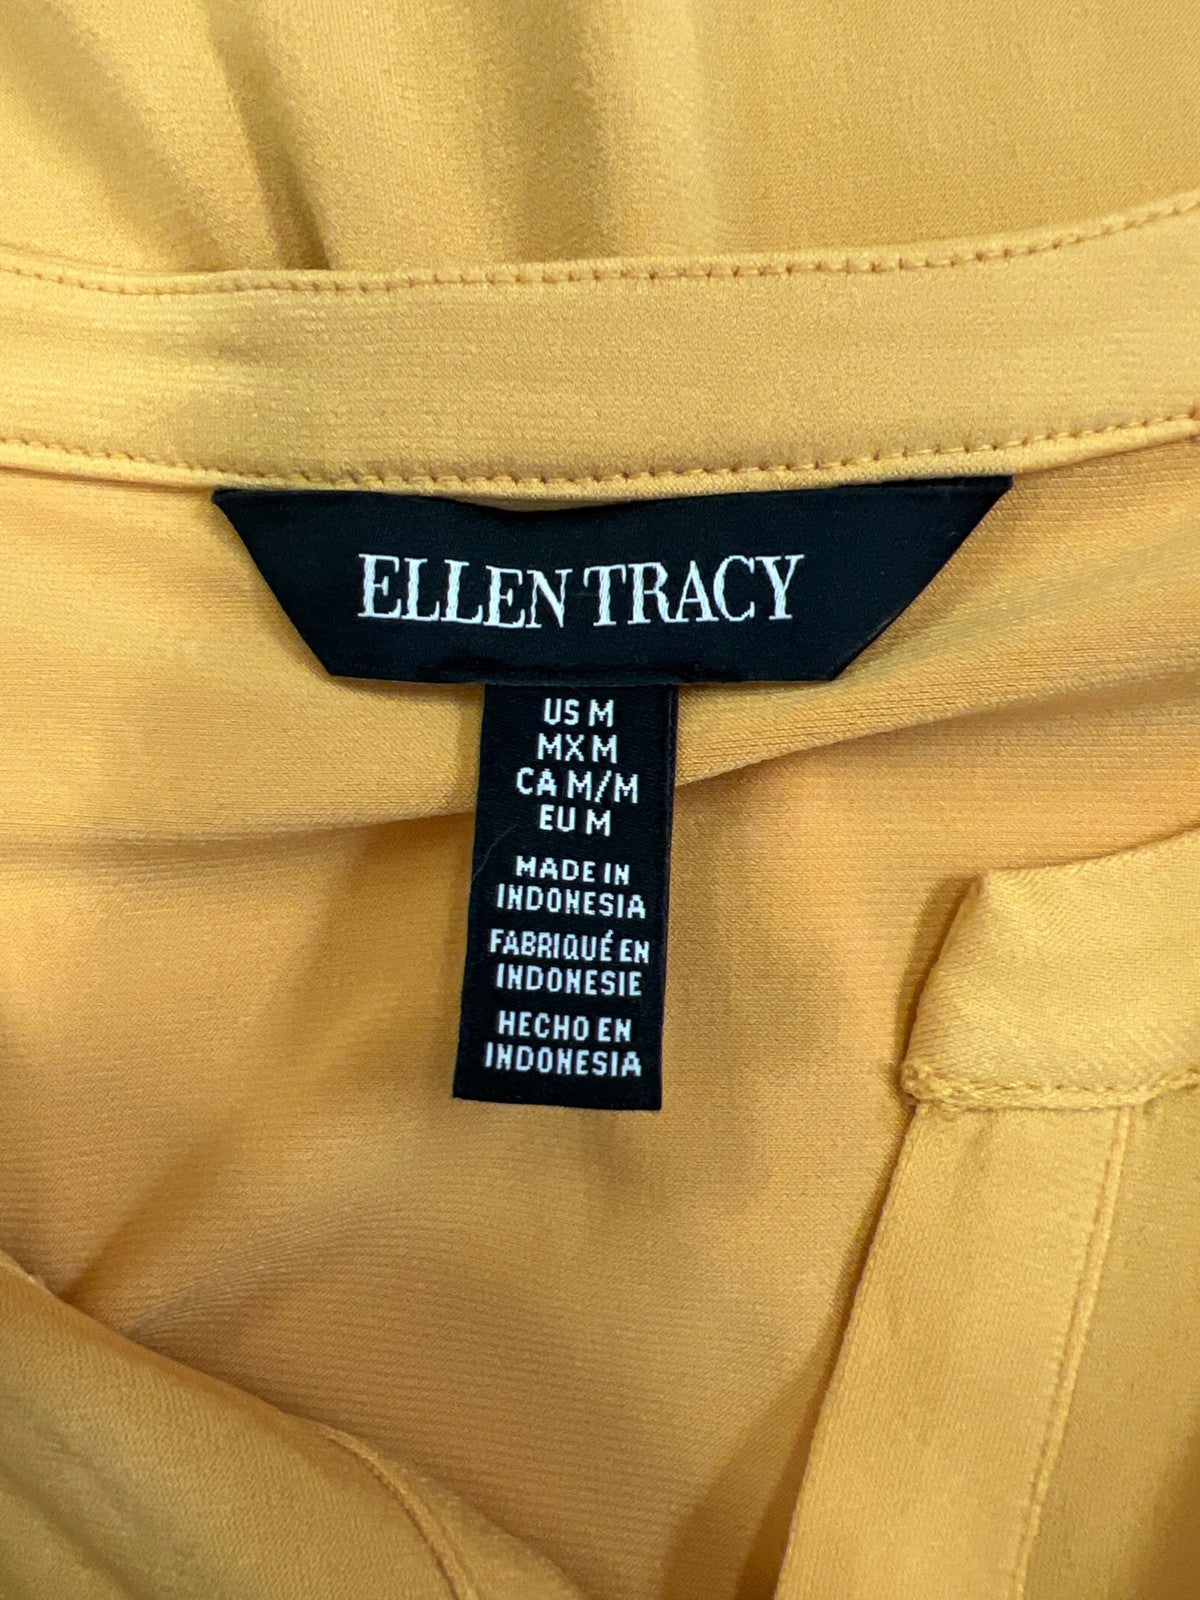 ELLEN TRACY
US M
MX M
CA M/M
EU M
MADE IN
INDONESIA
FABRIQUÉ EN
INDONESIE
HECHO EN
INDONESIA